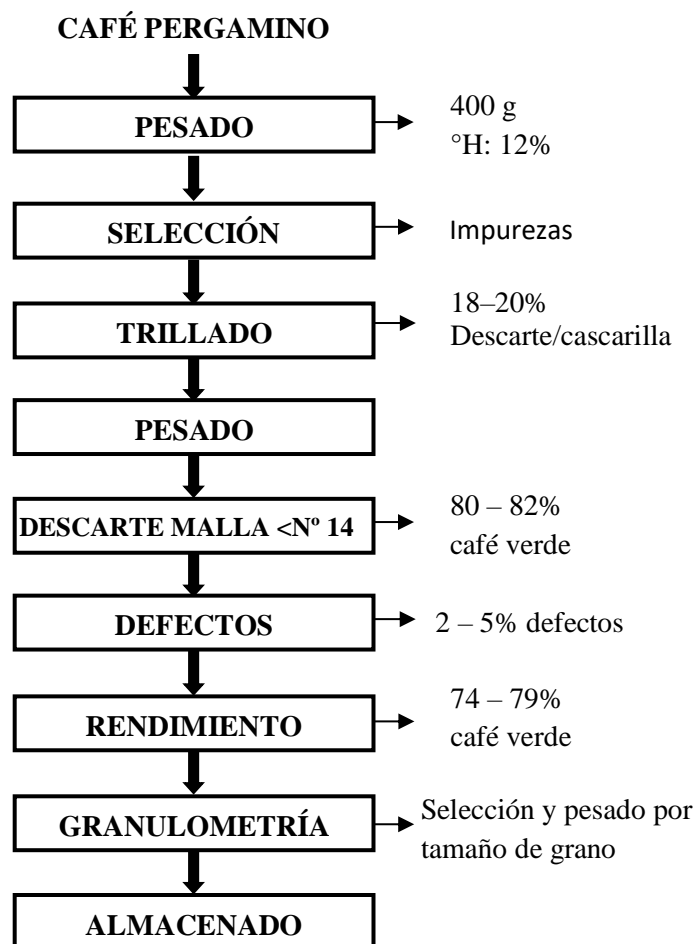 CAFÉ PERGAMINO
PESADO
400 g
°H: 12%
SELECCIÓN
Impurezas
TRILLADO
18–20%
Descarte/cascarilla
PESADO
DESCARTE MALLA <Nº 14
80 – 82%
café verde
DEFECTOS
2 – 5% defectos
RENDIMIENTO
74 – 79%
café verde
GRANULOMETRÍA
Selección y pesado por
tamaño de grano
ALMACENADO